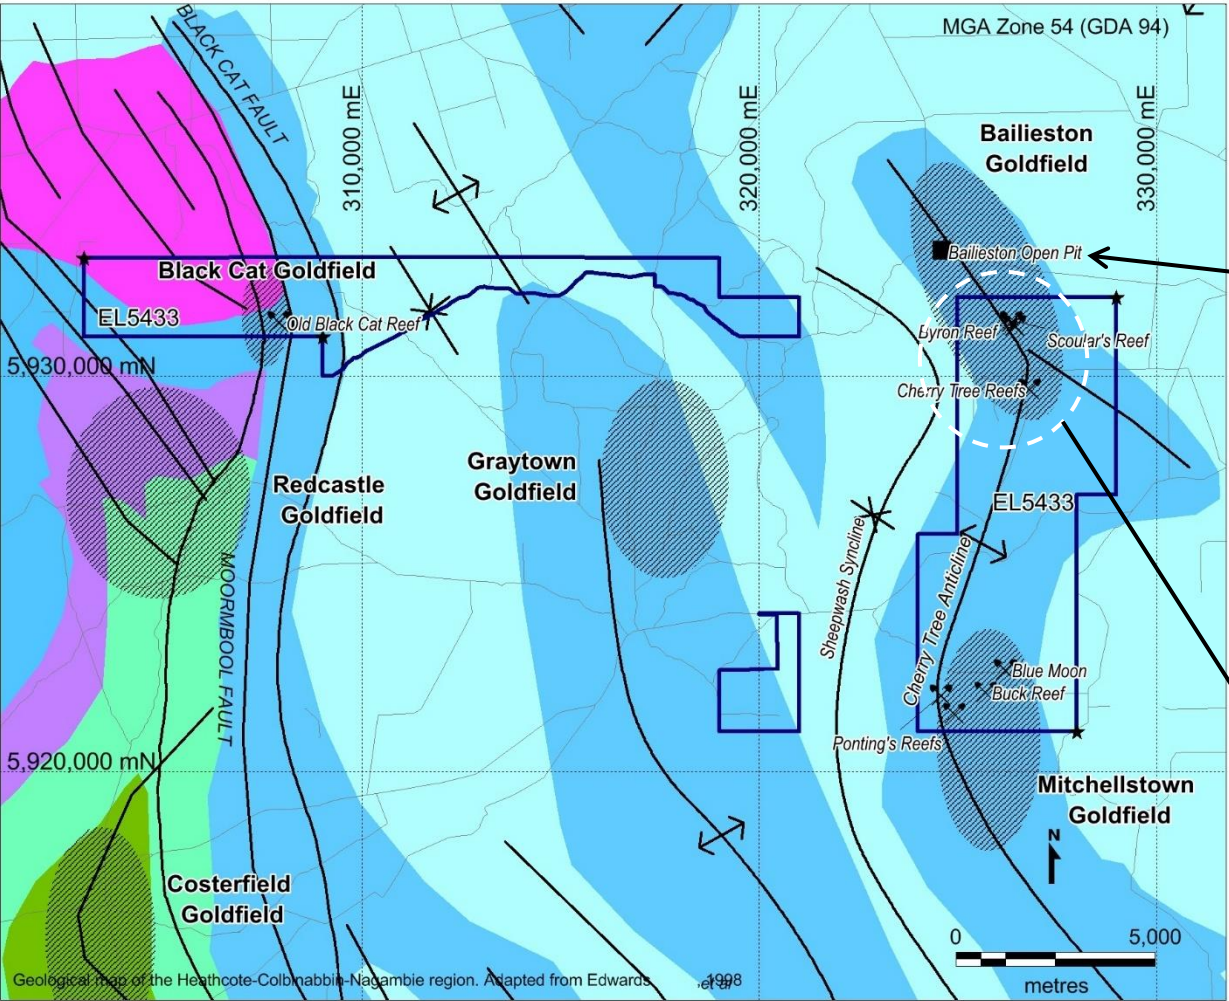 BLACK CAT FAULT
MGA Zone 54 (GDA 94)
310,000 mE
320,000 mE
330,000 mE
Bailieston
Goldfield
Bailieston Open Pit
Black Cat Goldfield
EL5433
Old Black Cat Reef
Byron Reef
Scoular's Reef
5,930,000 mN
Cherry Tree Reefs
Graytown
Goldfield
Redcastle
Goldfield
EL5433
MOORMBOOL FAULT
Sheepwash Syncline
Cherry Tree Anticline
Blue Moon
Buck Reef
Ponting's Reefs
5,920,000 mN
Mitchellstown
Goldfield
N
Costerfield
Goldfield
0 5,000
metres
Geological map of the Heathcote-Colbinabbin-Nagambie region. Adapted from Edwards et al, 1998